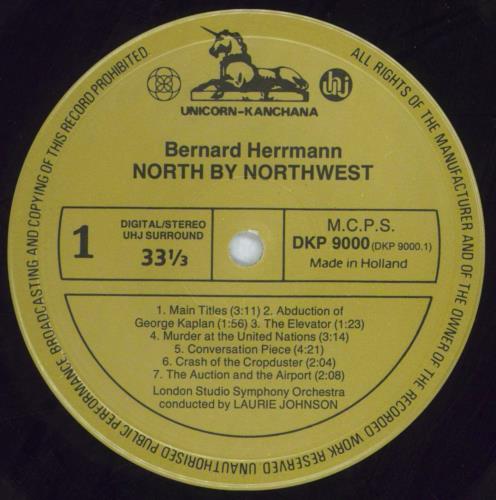 ALL RIGHTS OF THE MANUFACTURER AND OF THE OWNER OF THE RECORDED WORK RESERVED UNAUTHORISED PUBLIC PERFORMANCE, BROADCASTING AND COPYING OF THIS RECORD PROHIBITED
uhj
UNICORN-KANCHANA
Bernard Herrmann
NORTH BY NORTHWEST
1
DIGITAL/STEREO
UHJ SURROUND
33⅓
M.C.P.S.
DKP 9000 (DKP 9000.1)
Made in Holland
1. Main Titles (3:11) 2. Abduction of
George Kaplan (1:56) 3. The Elevator (1:23)
4. Murder at the United Nations (3:14)
5. Conversation Piece (4:21)
6. Crash of the Cropduster (2:04)
7. The Auction and the Airport (2:08)
London Studio Symphony Orchestra
conducted by LAURIE JOHNSON